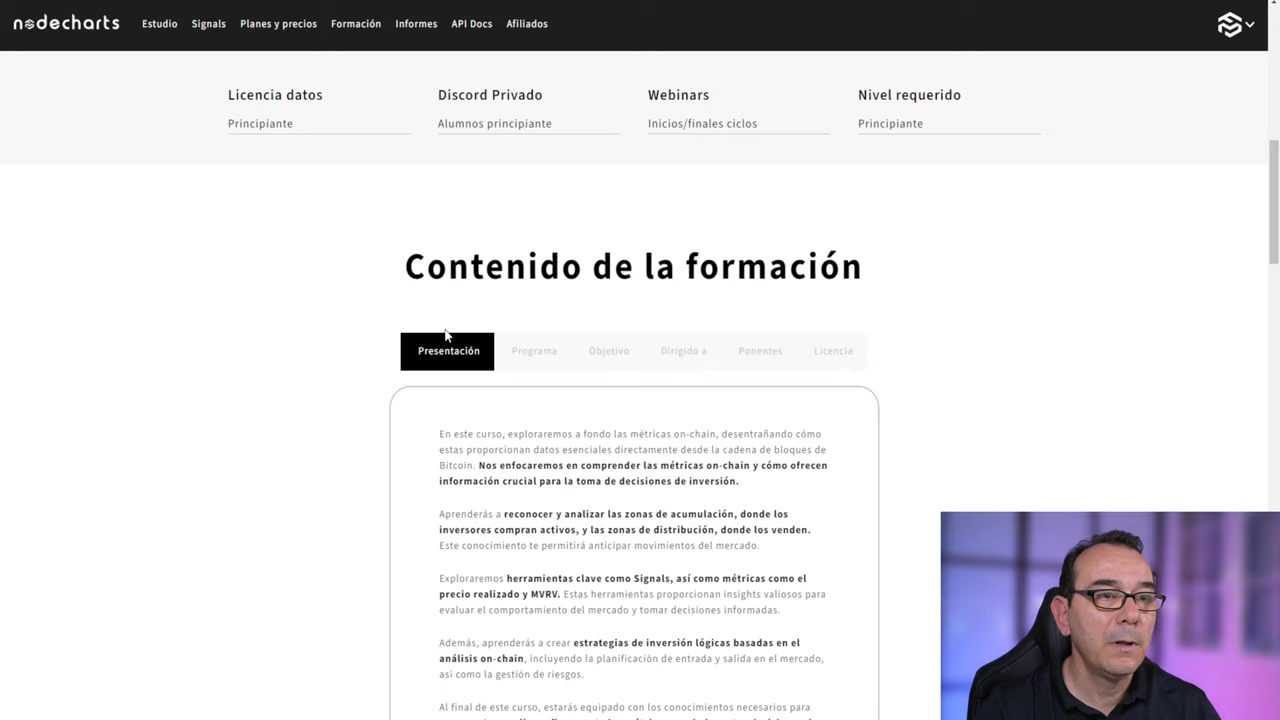 nodecharts Estudio Signals Planes y precios Formación Informes API Docs Afiliados
Licencia datos Discord Privado Webinars Nivel requerido
Principiante Alumnos principiante Inicios/finales ciclos Principiante
Contenido de la formación
Presentación Programa Objetivo Dirigido a Ponentes Licencia
En este curso, exploraremos a fondo las métricas on-chain, desentrañando cómo
estas proporcionan datos esenciales directamente desde la cadena de bloques de
Bitcoin. Nos enfocaremos en comprender las métricas on-chain y cómo ofrecen
información crucial para la toma de decisiones de inversión.
Aprenderás a reconocer y analizar las zonas de acumulación, donde los
inversores compran activos, y las zonas de distribución, donde los venden.
Este conocimiento te permitirá anticipar movimientos del mercado.
Exploraremos herramientas clave como Signals, así como métricas como el
precio realizado y MVRV. Estas herramientas proporcionan insights valiosos para
evaluar el comportamiento del mercado y tomar decisiones informadas.
Además, aprenderás a crear estrategias de inversión lógicas basadas en el
análisis on-chain, incluyendo la planificación de entrada y salida en el mercado,
así como la gestión de riesgos.
Al final de este curso, estarás equipado con los conocimientos necesarios para